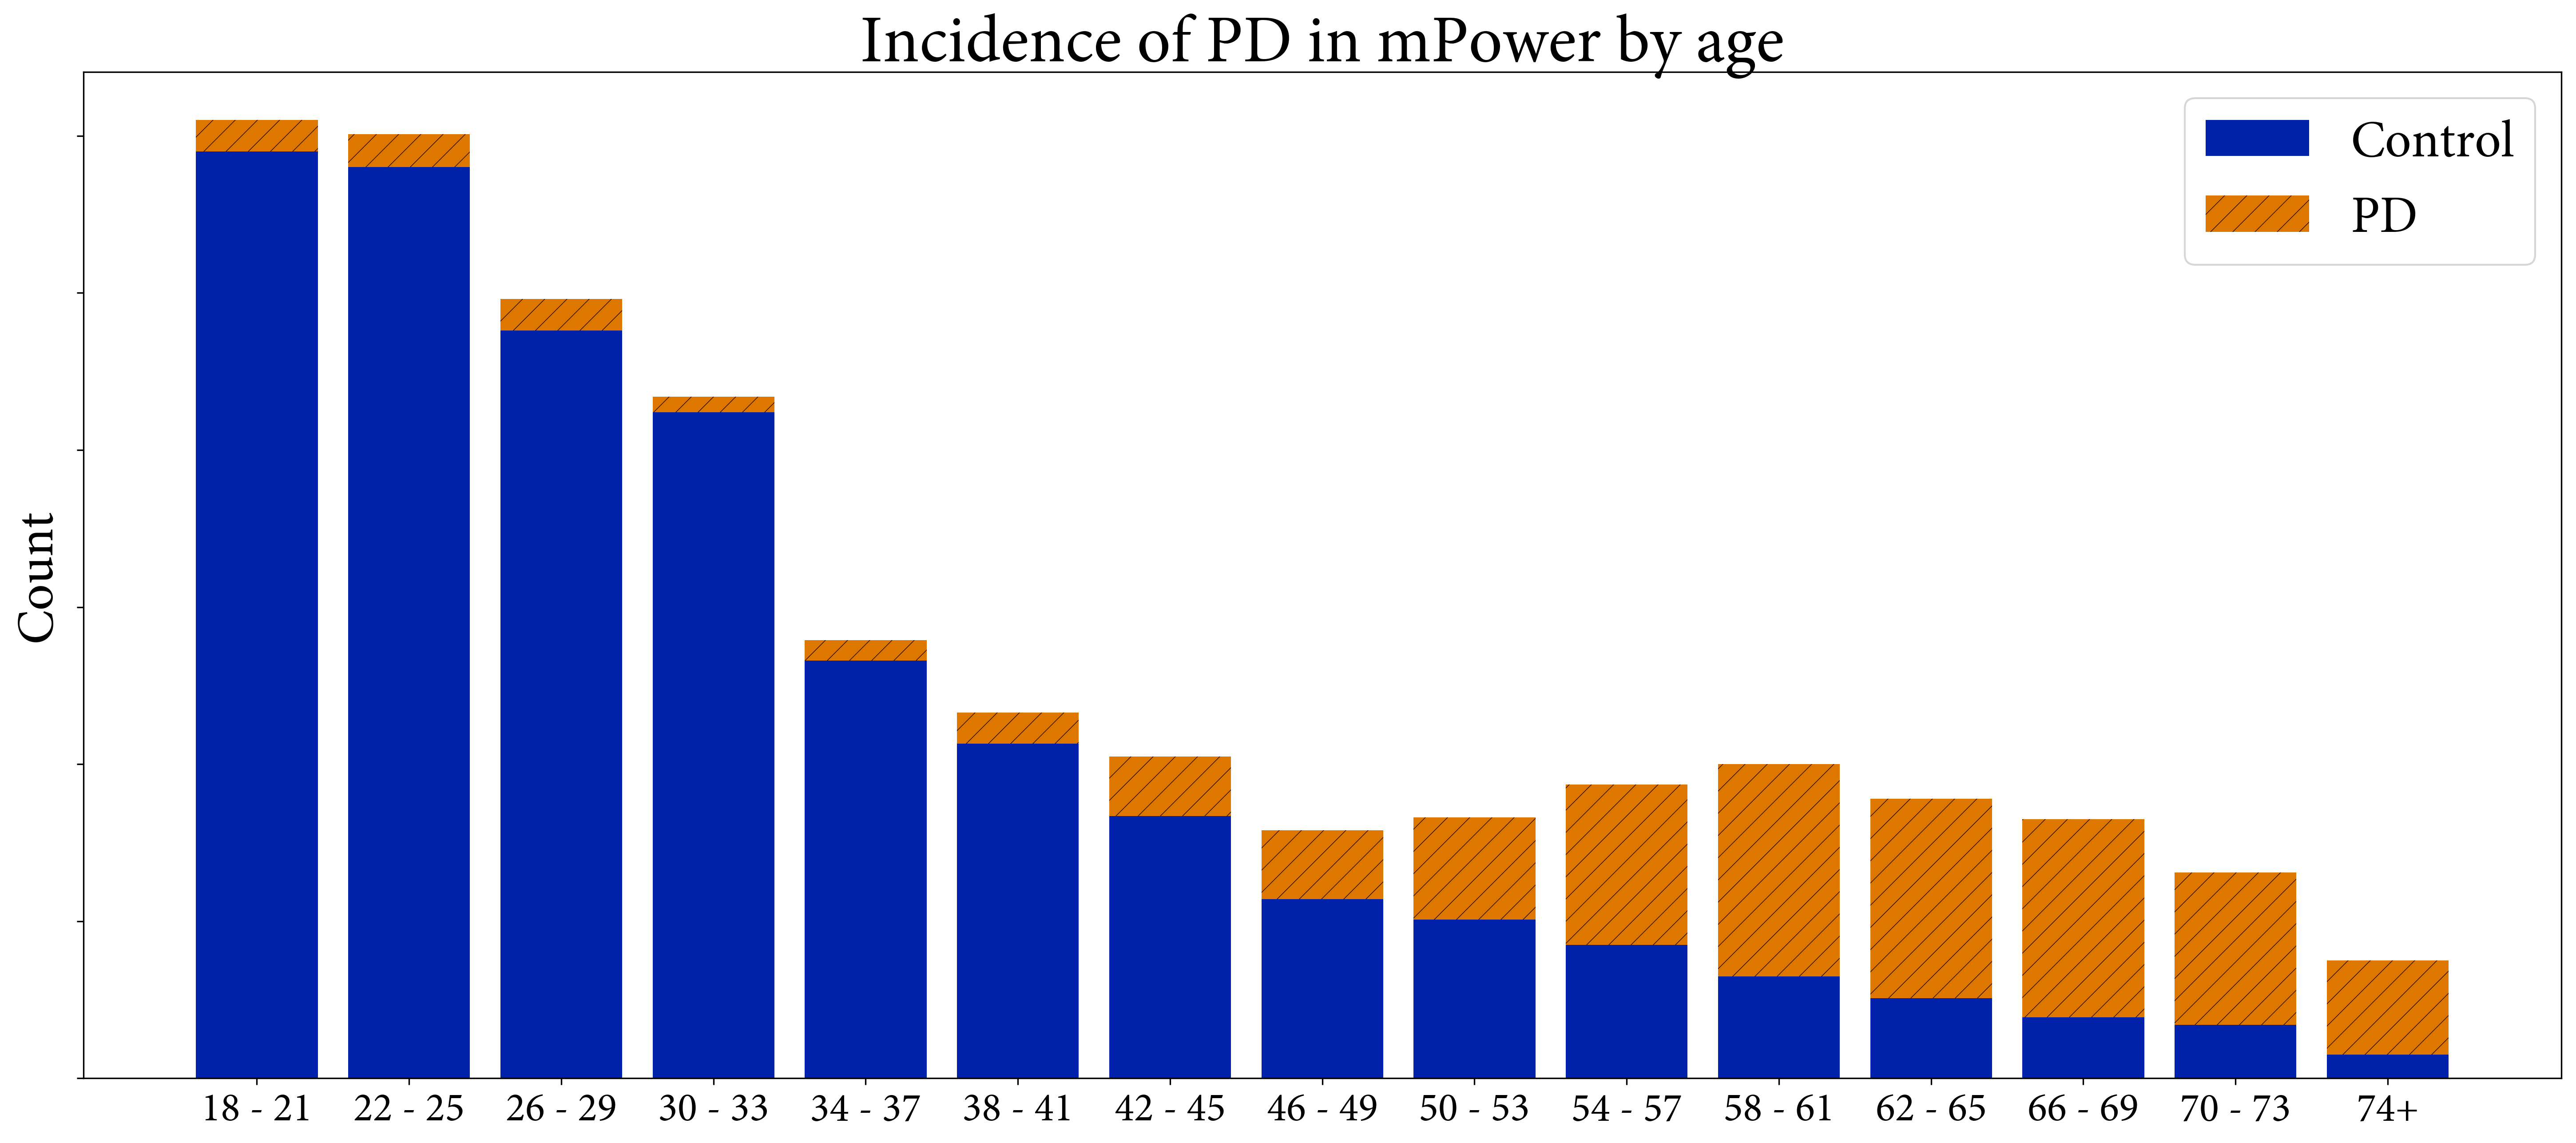 Incidence of PD in mPower by age
Control
PD
Count
18 - 21
22 - 25
26 - 29
30 - 33
34 - 37
38 - 41
42 - 45
46 - 49
50 - 53
54 - 57
58 - 61
62 - 65
66 - 69
70 - 73
74+